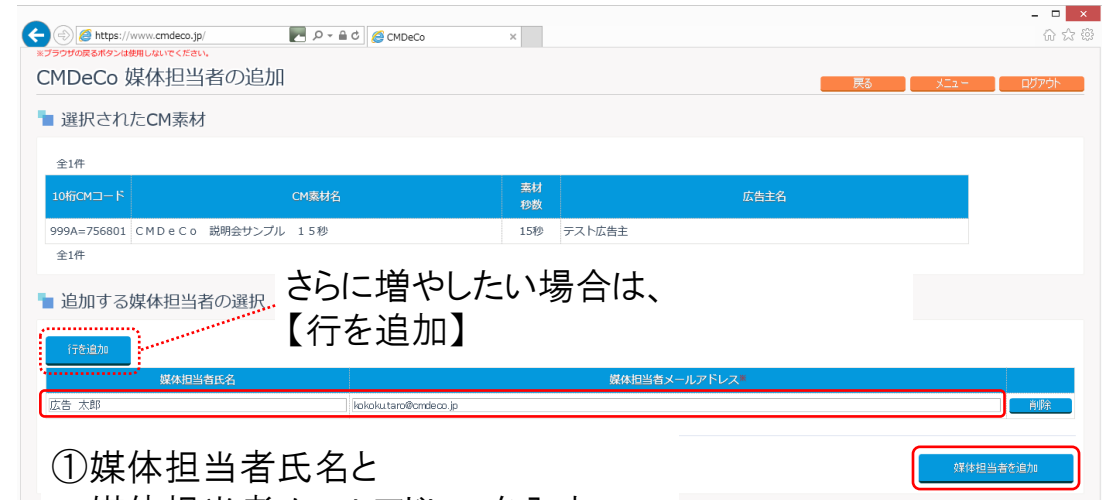 https://www.cmdeco.jp/
CMDeCo
※ブラウザの戻るボタンは使用しないでください。
CMDeCo 媒体担当者の追加
戻る
メニュー
ログアウト
選択されたCM素材
全1件
10桁CMコード CM素材名 素材秒数 広告主名
999A=756801 ＣＭＤｅＣｏ　説明会サンプル　１５秒 15秒 テスト広告主
全1件
追加する媒体担当者の選択
さらに増やしたい場合は、
【行を追加】
行を追加
媒体担当者氏名 媒体担当者メールアドレス*
広告 太郎 kokoku.taro@cmdeco.jp 削除
①媒体担当者氏名と
媒体担当者を追加